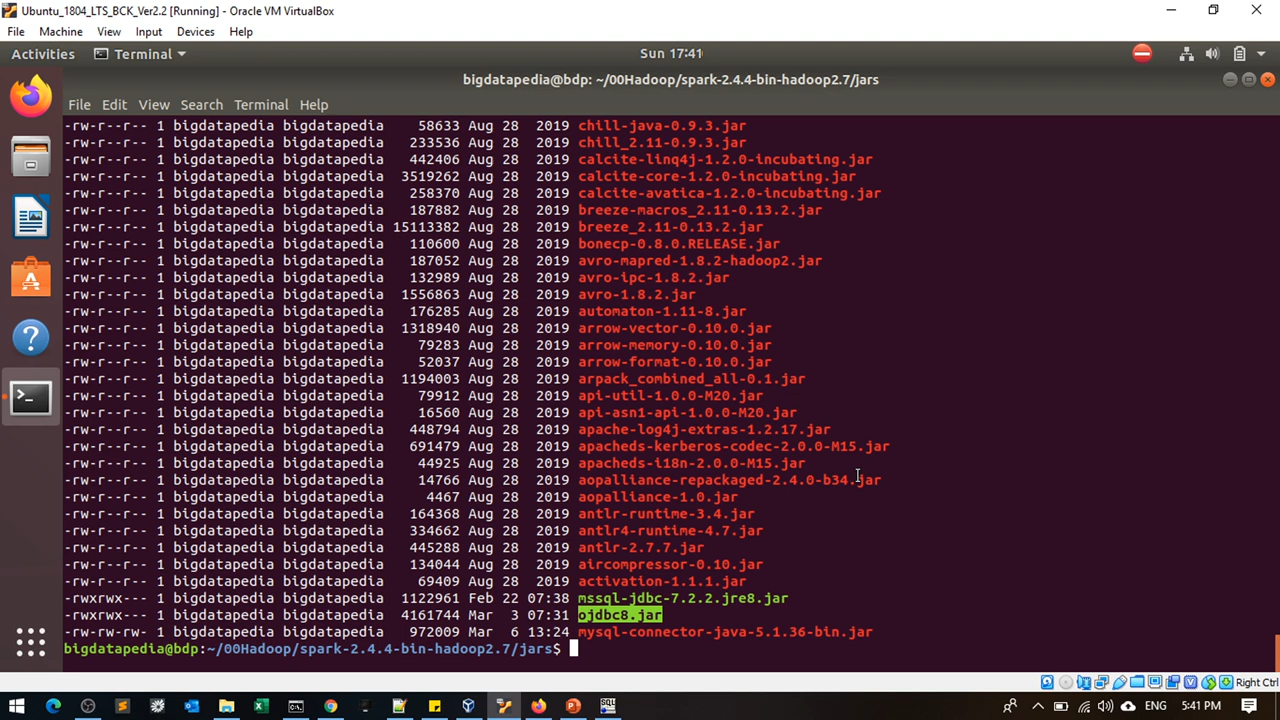 Ubuntu_1804_LTS_BCK_Ver2.2 [Running] - Oracle VM VirtualBox
File Machine View Input Devices Help
Activities Terminal Sun 17:41
bigdatapedia@bdp: ~/00Hadoop/spark-2.4.4-bin-hadoop2.7/jars
File Edit View Search Terminal Help
-rw-r--r-- 1 bigdatapedia bigdatapedia 58633 Aug 28 2019 chill-java-0.9.3.jar
-rw-r--r-- 1 bigdatapedia bigdatapedia 233536 Aug 28 2019 chill_2.11-0.9.3.jar
-rw-r--r-- 1 bigdatapedia bigdatapedia 442406 Aug 28 2019 calcite-linq4j-1.2.0-incubating.jar
-rw-r--r-- 1 bigdatapedia bigdatapedia 3519262 Aug 28 2019 calcite-core-1.2.0-incubating.jar
-rw-r--r-- 1 bigdatapedia bigdatapedia 258370 Aug 28 2019 calcite-avatica-1.2.0-incubating.jar
-rw-r--r-- 1 bigdatapedia bigdatapedia 187882 Aug 28 2019 breeze-macros_2.11-0.13.2.jar
-rw-r--r-- 1 bigdatapedia bigdatapedia 15113382 Aug 28 2019 breeze_2.11-0.13.2.jar
-rw-r--r-- 1 bigdatapedia bigdatapedia 110600 Aug 28 2019 bonecp-0.8.0.RELEASE.jar
-rw-r--r-- 1 bigdatapedia bigdatapedia 187052 Aug 28 2019 avro-mapred-1.8.2-hadoop2.jar
-rw-r--r-- 1 bigdatapedia bigdatapedia 132989 Aug 28 2019 avro-ipc-1.8.2.jar
-rw-r--r-- 1 bigdatapedia bigdatapedia 1556863 Aug 28 2019 avro-1.8.2.jar
-rw-r--r-- 1 bigdatapedia bigdatapedia 176285 Aug 28 2019 automaton-1.11-8.jar
-rw-r--r-- 1 bigdatapedia bigdatapedia 1318940 Aug 28 2019 arrow-vector-0.10.0.jar
-rw-r--r-- 1 bigdatapedia bigdatapedia 79283 Aug 28 2019 arrow-memory-0.10.0.jar
-rw-r--r-- 1 bigdatapedia bigdatapedia 52037 Aug 28 2019 arrow-format-0.10.0.jar
-rw-r--r-- 1 bigdatapedia bigdatapedia 1194003 Aug 28 2019 arpack_combined_all-0.1.jar
-rw-r--r-- 1 bigdatapedia bigdatapedia 79912 Aug 28 2019 api-util-1.0.0-M20.jar
-rw-r--r-- 1 bigdatapedia bigdatapedia 16560 Aug 28 2019 api-asn1-api-1.0.0-M20.jar
-rw-r--r-- 1 bigdatapedia bigdatapedia 448794 Aug 28 2019 apache-log4j-extras-1.2.17.jar
-rw-r--r-- 1 bigdatapedia bigdatapedia 691479 Aug 28 2019 apacheds-kerberos-codec-2.0.0-M15.jar
-rw-r--r-- 1 bigdatapedia bigdatapedia 44925 Aug 28 2019 apacheds-i18n-2.0.0-M15.jar
-rw-r--r-- 1 bigdatapedia bigdatapedia 14766 Aug 28 2019 aopalliance-repackaged-2.4.0-b34.jar
-rw-r--r-- 1 bigdatapedia bigdatapedia 4467 Aug 28 2019 aopalliance-1.0.jar
-rw-r--r-- 1 bigdatapedia bigdatapedia 164368 Aug 28 2019 antlr-runtime-3.4.jar
-rw-r--r-- 1 bigdatapedia bigdatapedia 334662 Aug 28 2019 antlr4-runtime-4.7.jar
-rw-r--r-- 1 bigdatapedia bigdatapedia 445288 Aug 28 2019 antlr-2.7.7.jar
-rw-r--r-- 1 bigdatapedia bigdatapedia 134044 Aug 28 2019 aircompressor-0.10.jar
-rw-r--r-- 1 bigdatapedia bigdatapedia 69409 Aug 28 2019 activation-1.1.1.jar
-rwxrwx--- 1 bigdatapedia bigdatapedia 1122961 Feb 22 07:38 mssql-jdbc-7.2.2.jre8.jar
-rwxrwx--- 1 bigdatapedia bigdatapedia 4161744 Mar 3 07:31 ojdbc8.jar
-rw-rw-rw- 1 bigdatapedia bigdatapedia 972009 Mar 6 13:24 mysql-connector-java-5.1.36-bin.jar
bigdatapedia@bdp:~/00Hadoop/spark-2.4.4-bin-hadoop2.7/jars$
Right Ctrl
ENG 5:41 PM